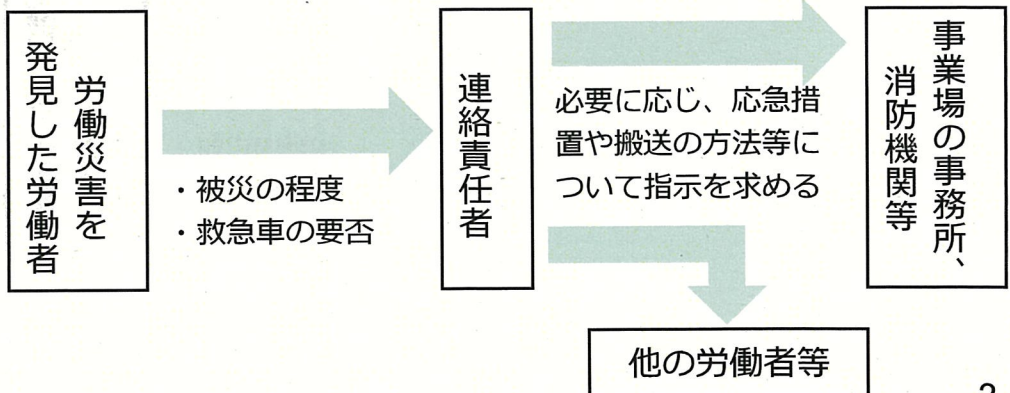 労働災害を
発見した労働者
・被災の程度
・救急車の要否
連絡責任者
必要に応じ、応急措
置や搬送の方法等に
ついて指示を求める
事業場の事務所、
消防機関等
他の労働者等